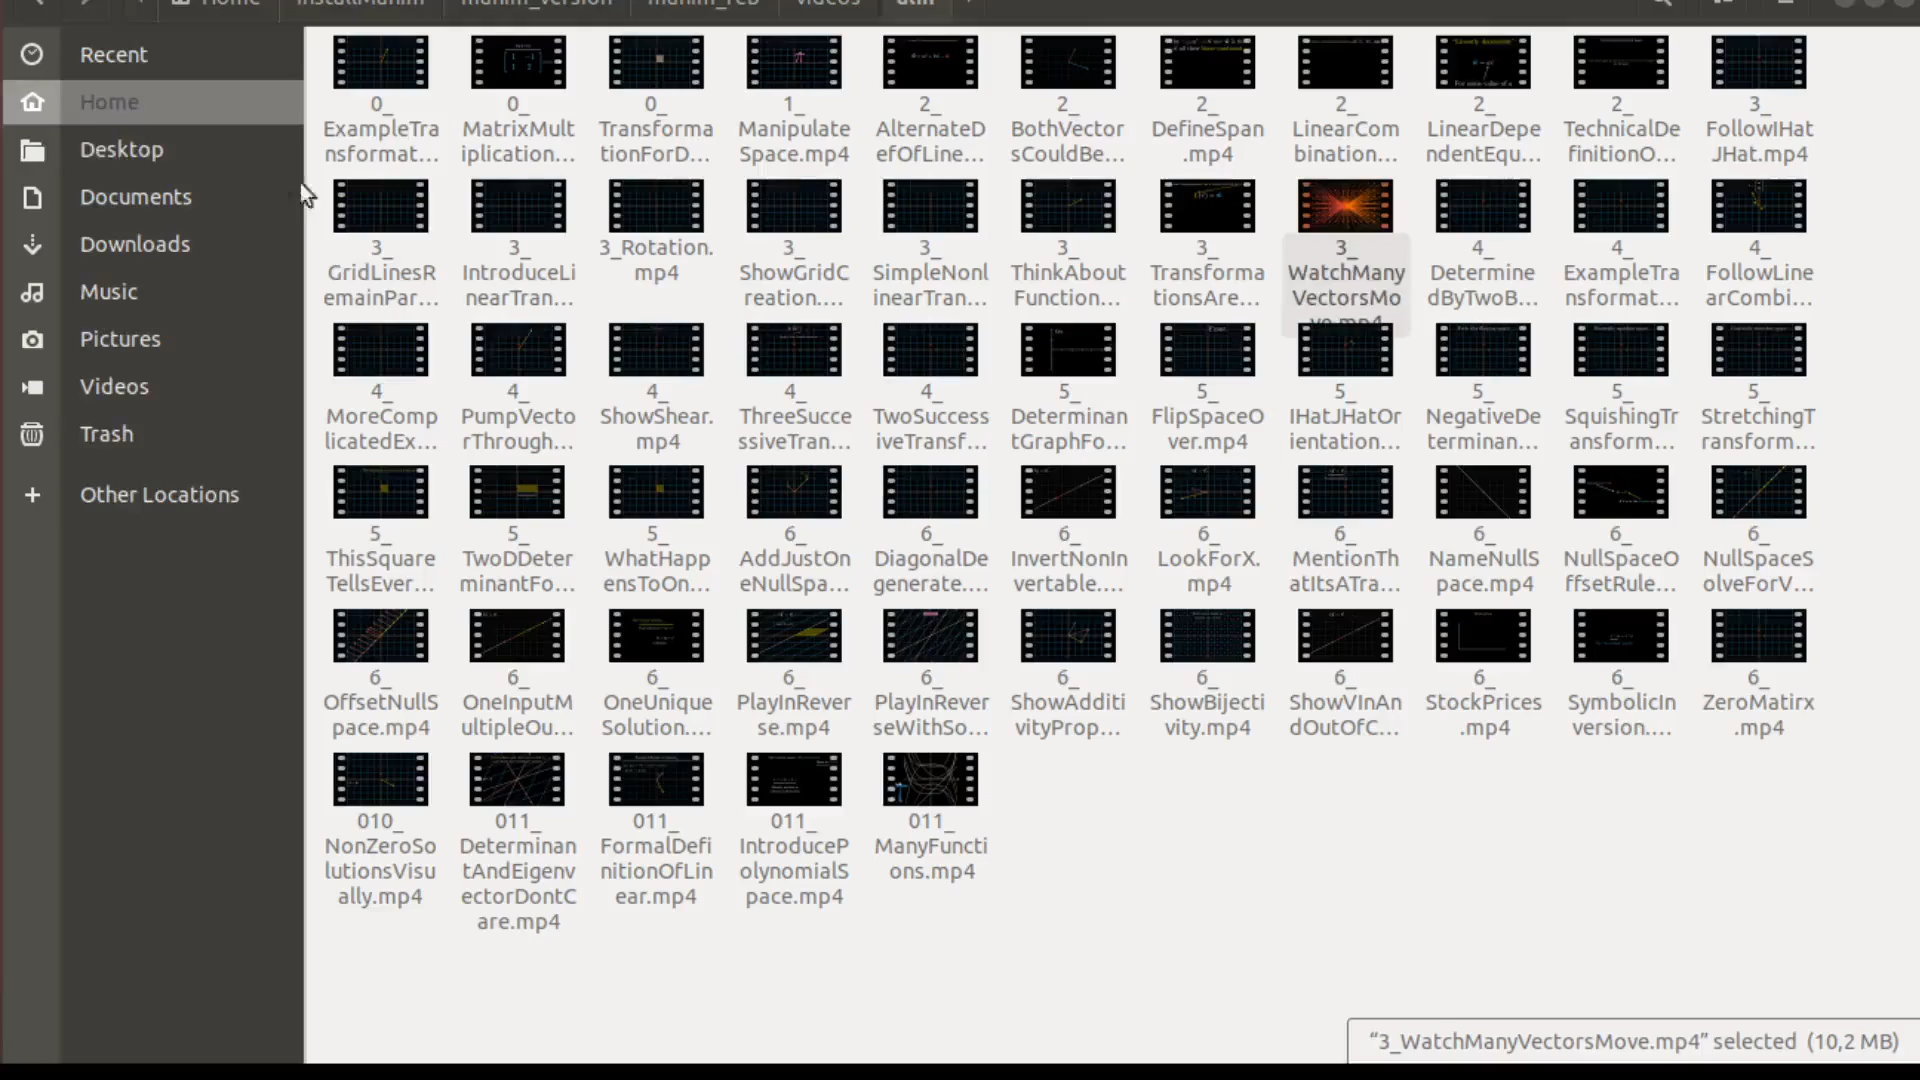 Home InstallManim manim_version manim_reb videos
Recent
Home
Desktop
Documents
Downloads
Music
Pictures
Videos
Trash
Other Locations
0_ 0_ 0_ 1_ 2_ 2_ 2_ 2_ 2_ 2_ 3_
ExampleTra MatrixMult Transforma Manipulate AlternateD BothVector DefineSpan LinearCom LinearDepe TechnicalDe FollowIHat
nsformat... iplication... tionForD... Space.mp4 efOfLine... sCouldBe... .mp4 bination... ndentEqu... finitionO... JHat.mp4
3_ 3_ 3_Rotation. 3_ 3_ 3_ 3_ 3_ 4_ 4_ 4_
GridLinesR IntroduceLi mp4 ShowGridC SimpleNonl ThinkAbout Transforma WatchMany Determine ExampleTra FollowLine
emainPar... nearTran... reation.... inearTran... Function... tionsAre... VectorsMo dByTwoB... nsformat... arCombi...
ve.mp4
4_ 4_ 4_ 4_ 4_ 5_ 5_ 5_ 5_ 5_ 5_
MoreComp PumpVecto ShowShear. ThreeSucce TwoSuccess Determinan FlipSpaceO IHatJHatOr NegativeDe SquishingTr StretchingT
licatedEx... rThrough... mp4 ssiveTran... iveTransf... tGraphFo... ver.mp4 ientation... terminan... ansform... ransform...
5_ 5_ 5_ 6_ 6_ 6_ 6_ 6_ 6_ 6_ 6_
ThisSquare TwoDDeter WhatHapp AddJustOn DiagonalDe InvertNonIn LookForX. MentionTh NameNullS NullSpaceO NullSpaceS
TellsEver... minantFo... ensToOn... eNullSpa... generate.... vertable.... mp4 atItsATra... pace.mp4 ffsetRule... olveForV...
6_ 6_ 6_ 6_ 6_ 6_ 6_ 6_ 6_ 6_ 6_
OffsetNullS OneInputM OneUnique PlayInRever PlayInRever ShowAdditi ShowBijecti ShowVInAn StockPrices SymbolicIn ZeroMatirx
pace.mp4 ultipleOu... Solution.... se.mp4 seWithSo... vityProp... vity.mp4 dOutOfC... .mp4 version.... .mp4
010_ 011_ 011_ 011_ 011_
NonZeroSo Determinan FormalDefi IntroduceP ManyFuncti
lutionsVisu tAndEigenv nitionOfLin olynomialS ons.mp4
ally.mp4 ectorDontC ear.mp4 pace.mp4
are.mp4
“3_WatchManyVectorsMove.mp4” selected (10,2 MB)